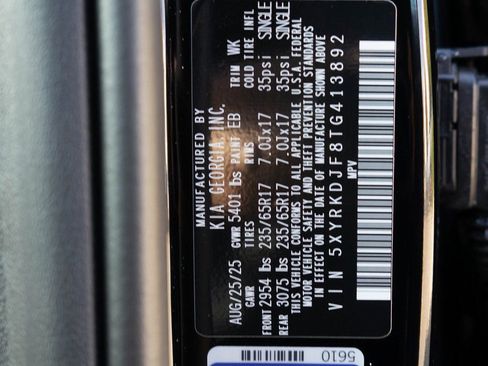 MANUFACTURED BY
KIA GEORGIA, INC.
AUG/25/25 GVWR 5401 lbs PAINT EB TRIM WK
GAWR TIRES RIMS COLD TIRE INFL
FRONT 2954 lbs 235/65R17 7.0Jx17 35psi SINGLE
REAR 3075 lbs 235/65R17 7.0Jx17 35psi SINGLE
THIS VEHICLE CONFORMS TO ALL APPLICABLE U.S.A. FEDERAL
MOTOR VEHICLE SAFETY AND BUMPER AND THEFT PREVENTION STANDARDS
IN EFFECT ON THE DATE OF MANUFACTURE SHOWN ABOVE
VIN 5XYRKDJF8TG413892
MPV
5610